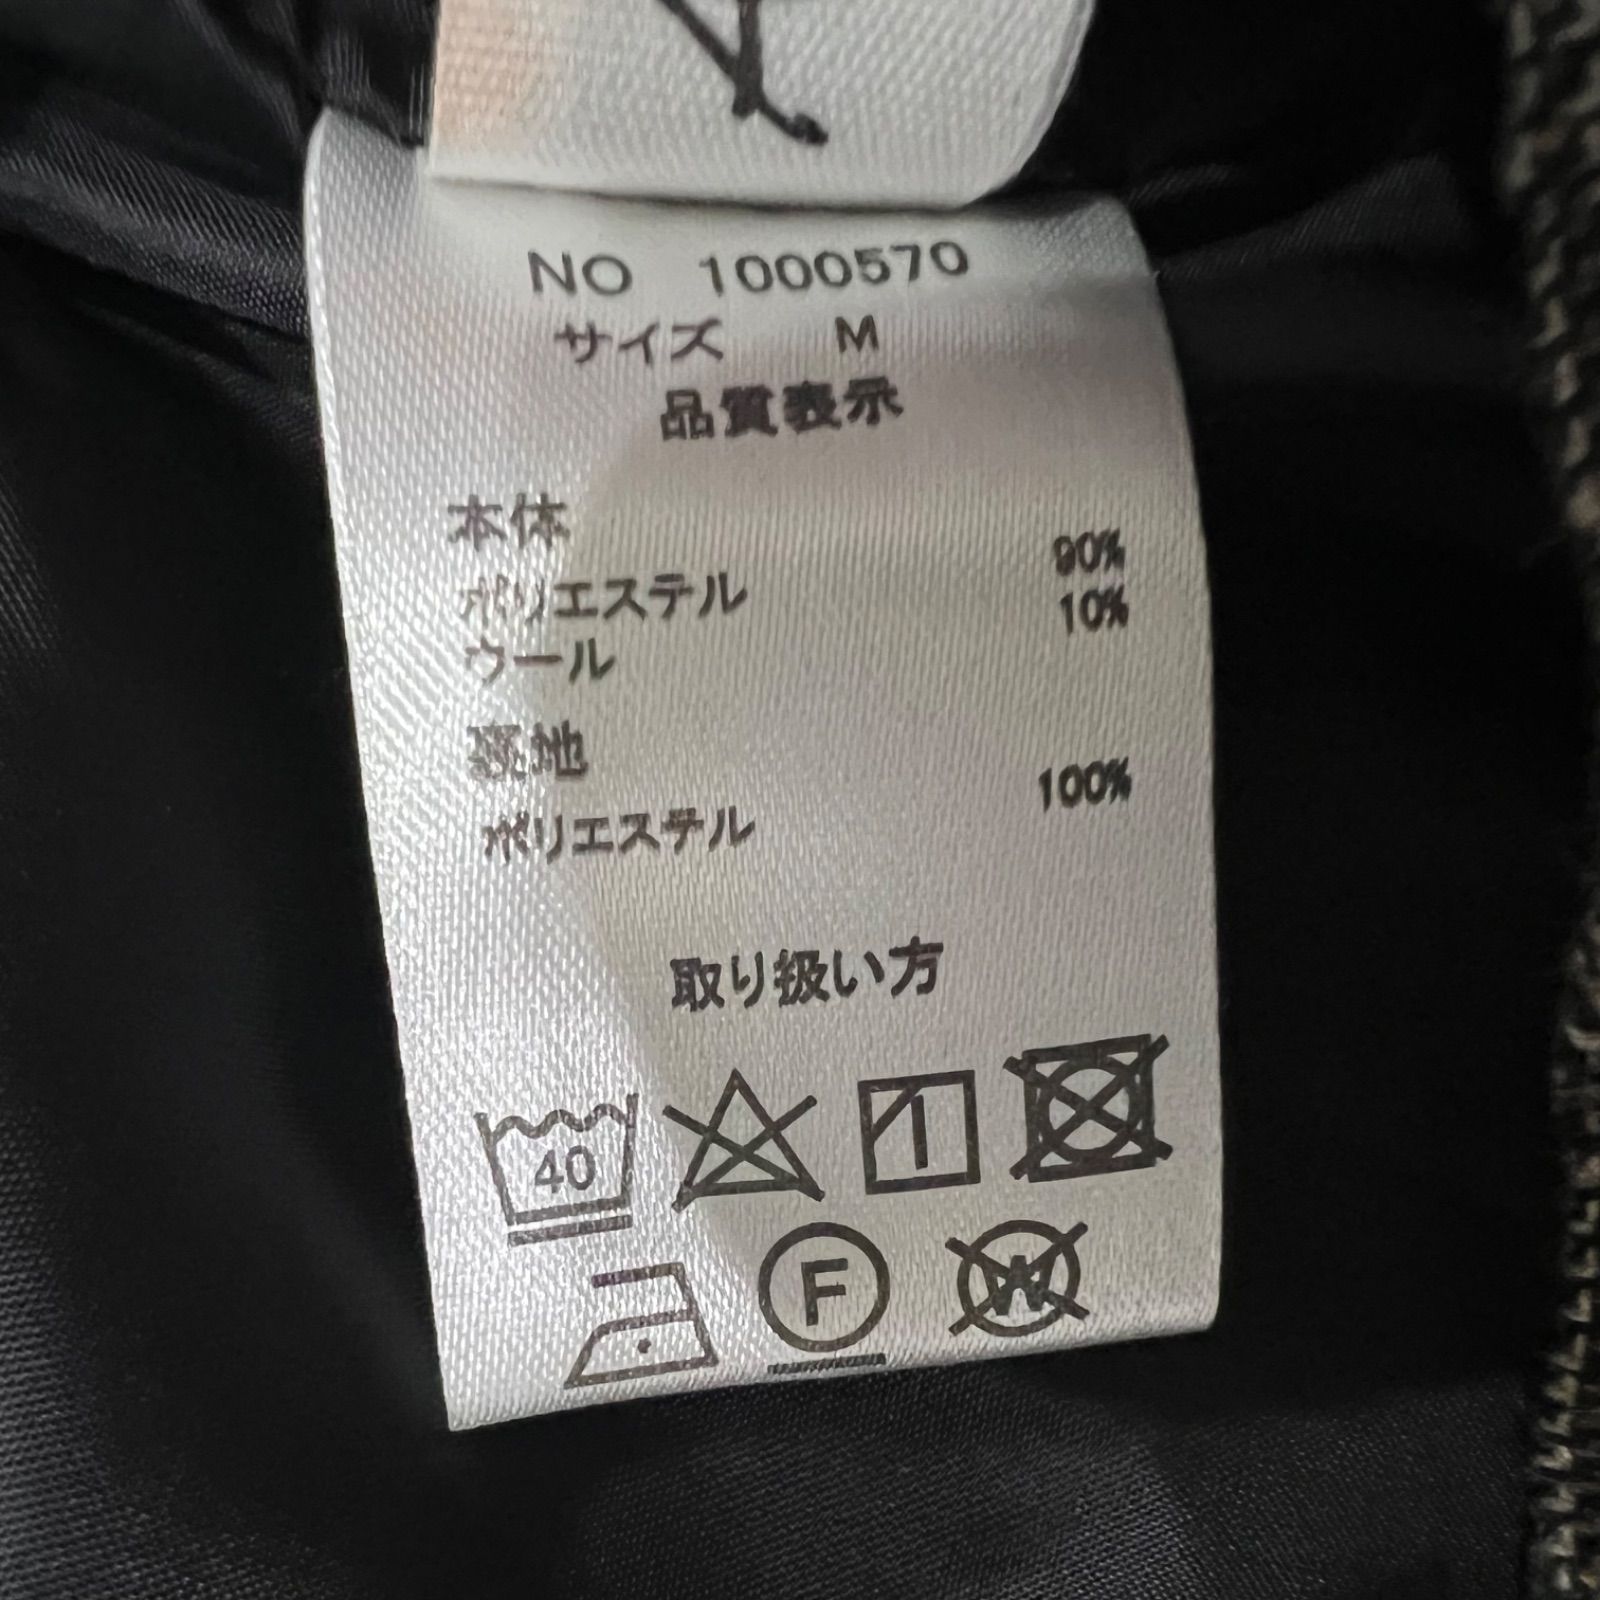 NO 1000570
サイズ M
品質表示
本体
ポリエステル 90%
ウール 10%
裏地
ポリエステル 100%
取り扱い方
40
F
W